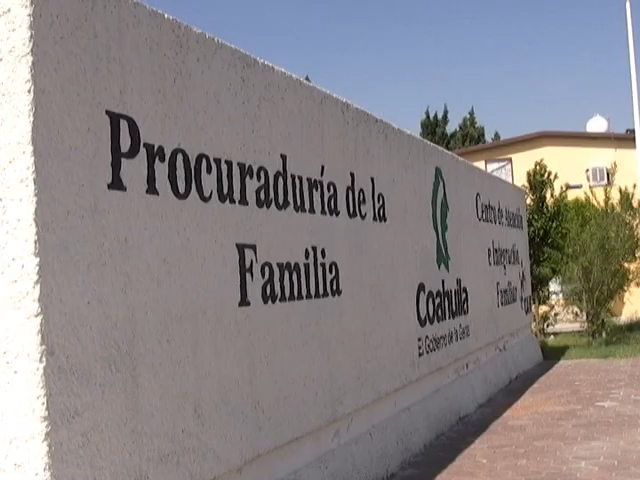 Procuraduría de la
Familia
Coahuila
El Gobierno de la Gente
Centro de Atención
e Integración
Familiar